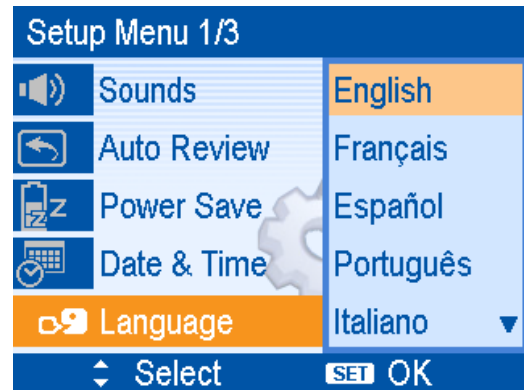 Setup Menu 1/3
Sounds
Auto Review
Power Save
Date & Time
Language
English
Français
Español
Português
Italiano
Select
SET OK